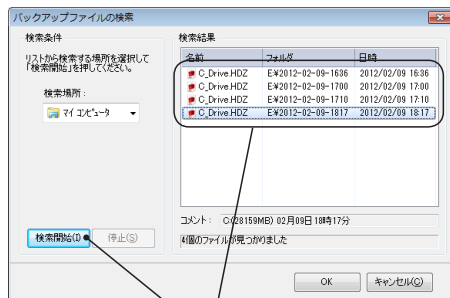 バックアップファイルの検索
検索条件
リストから検索する場所を選択して
「検索開始」を押してください。
検索場所:
マイ コンピュータ
検索開始(I)
停止(S)
検索結果
名前 フォルダ 日時
C_Drive.HDZ E:¥2012-02-09-1636 2012/02/09 16:36
C_Drive.HDZ E:¥2012-02-09-1700 2012/02/09 17:00
C_Drive.HDZ E:¥2012-02-09-1710 2012/02/09 17:10
C_Drive.HDZ E:¥2012-02-09-1817 2012/02/09 18:17
コメント: C:(28159MB) 02月09日 18時17分
4個のファイルが見つかりました
OK
キャンセル(C)